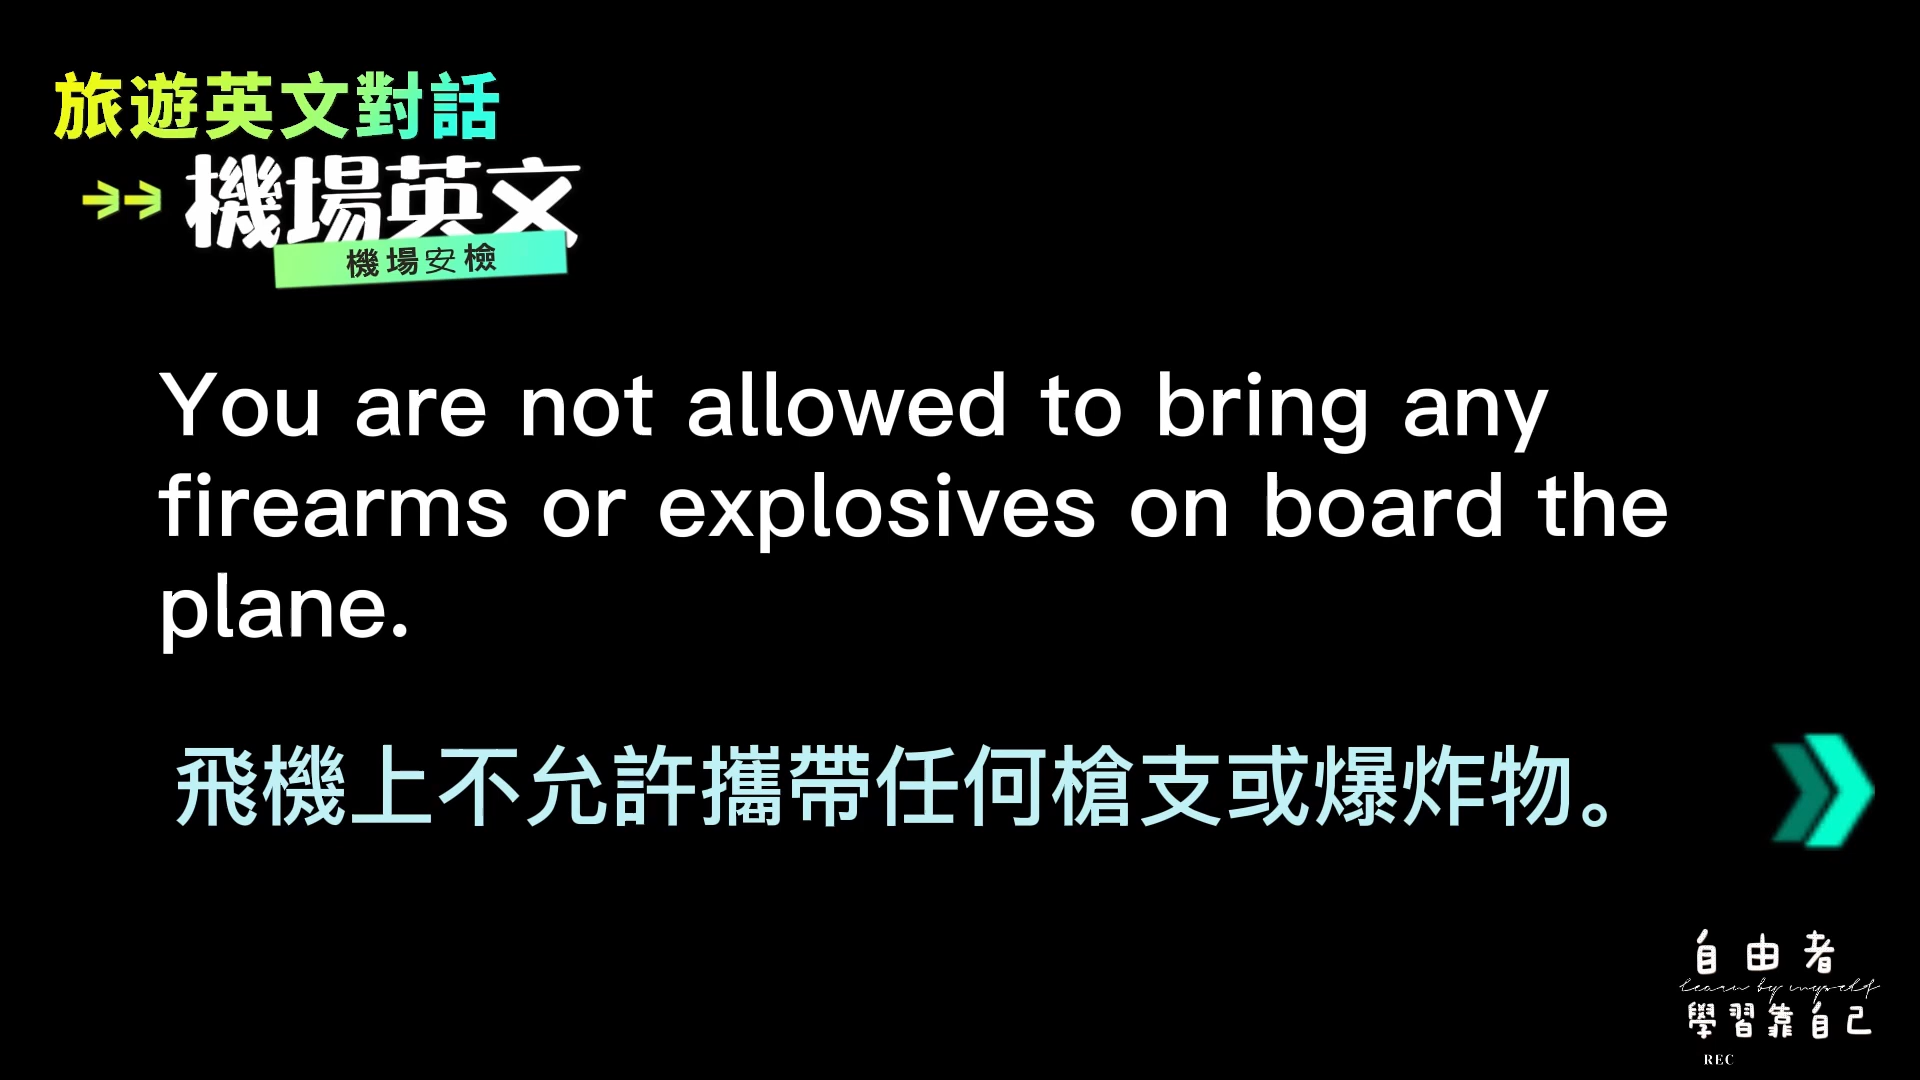 旅遊英文對話
機場英文
機場安檢
You are not allowed to bring any
firearms or explosives on board the
plane.
飛機上不允許攜帶任何槍支或爆炸物。
自由者
learn by myself
學習靠自己
REC